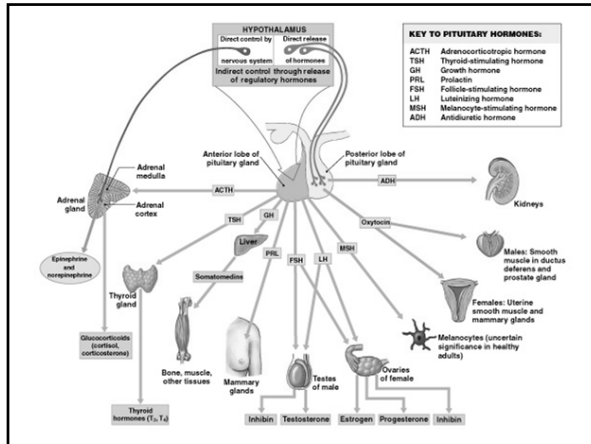 HYPOTHALAMUS
Direct control by
nervous system
Direct release
of hormones
Indirect control through release
of regulatory hormones
KEY TO PITUITARY HORMONES:
ACTH Adrenocorticotropic hormone
TSH Thyroid-stimulating hormone
GH Growth hormone
PRL Prolactin
FSH Follicle-stimulating hormone
LH Luteinizing hormone
MSH Melanocyte-stimulating hormone
ADH Antidiuretic hormone
Anterior lobe of
pituitary gland
Posterior lobe of
pituitary gland
Adrenal
medulla
Adrenal
gland
Adrenal
cortex
ACTH
ADH
Kidneys
TSH
GH
Liver
PRL
FSH
LH
MSH
Oxytocin
Males: Smooth
muscle in ductus
deferens and
prostate gland
Epinephrine
and
norepinephrine
Somatomedins
Thyroid
gland
Females: Uterine
smooth muscle and
mammary glands
Glucocorticoids
(cortisol,
corticosterone)
Bone, muscle,
other tissues
Mammary
glands
Testes
of male
Ovaries
of female
Melanocytes (uncertain
significance in healthy
adults)
Thyroid
hormones (T3, T4)
Inhibin
Testosterone
Estrogen
Progesterone
Inhibin